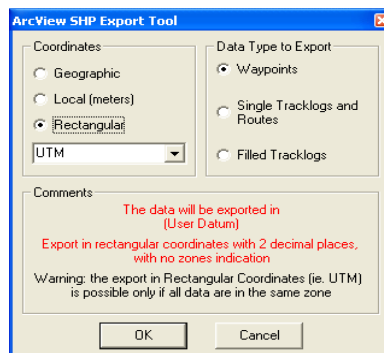 ArcView SHP Export Tool
Coordinates
Geographic
Local (meters)
Rectangular
UTM
Data Type to Export
Waypoints
Single Tracklogs and
Routes
Filled Tracklogs
Comments
The data will be exported in
(User Datum)
Export in rectangular coordinates with 2 decimal places,
with no zones indication
Warning: the export in Rectangular Coordinates (ie. UTM)
is possible only if all data are in the same zone
OK
Cancel